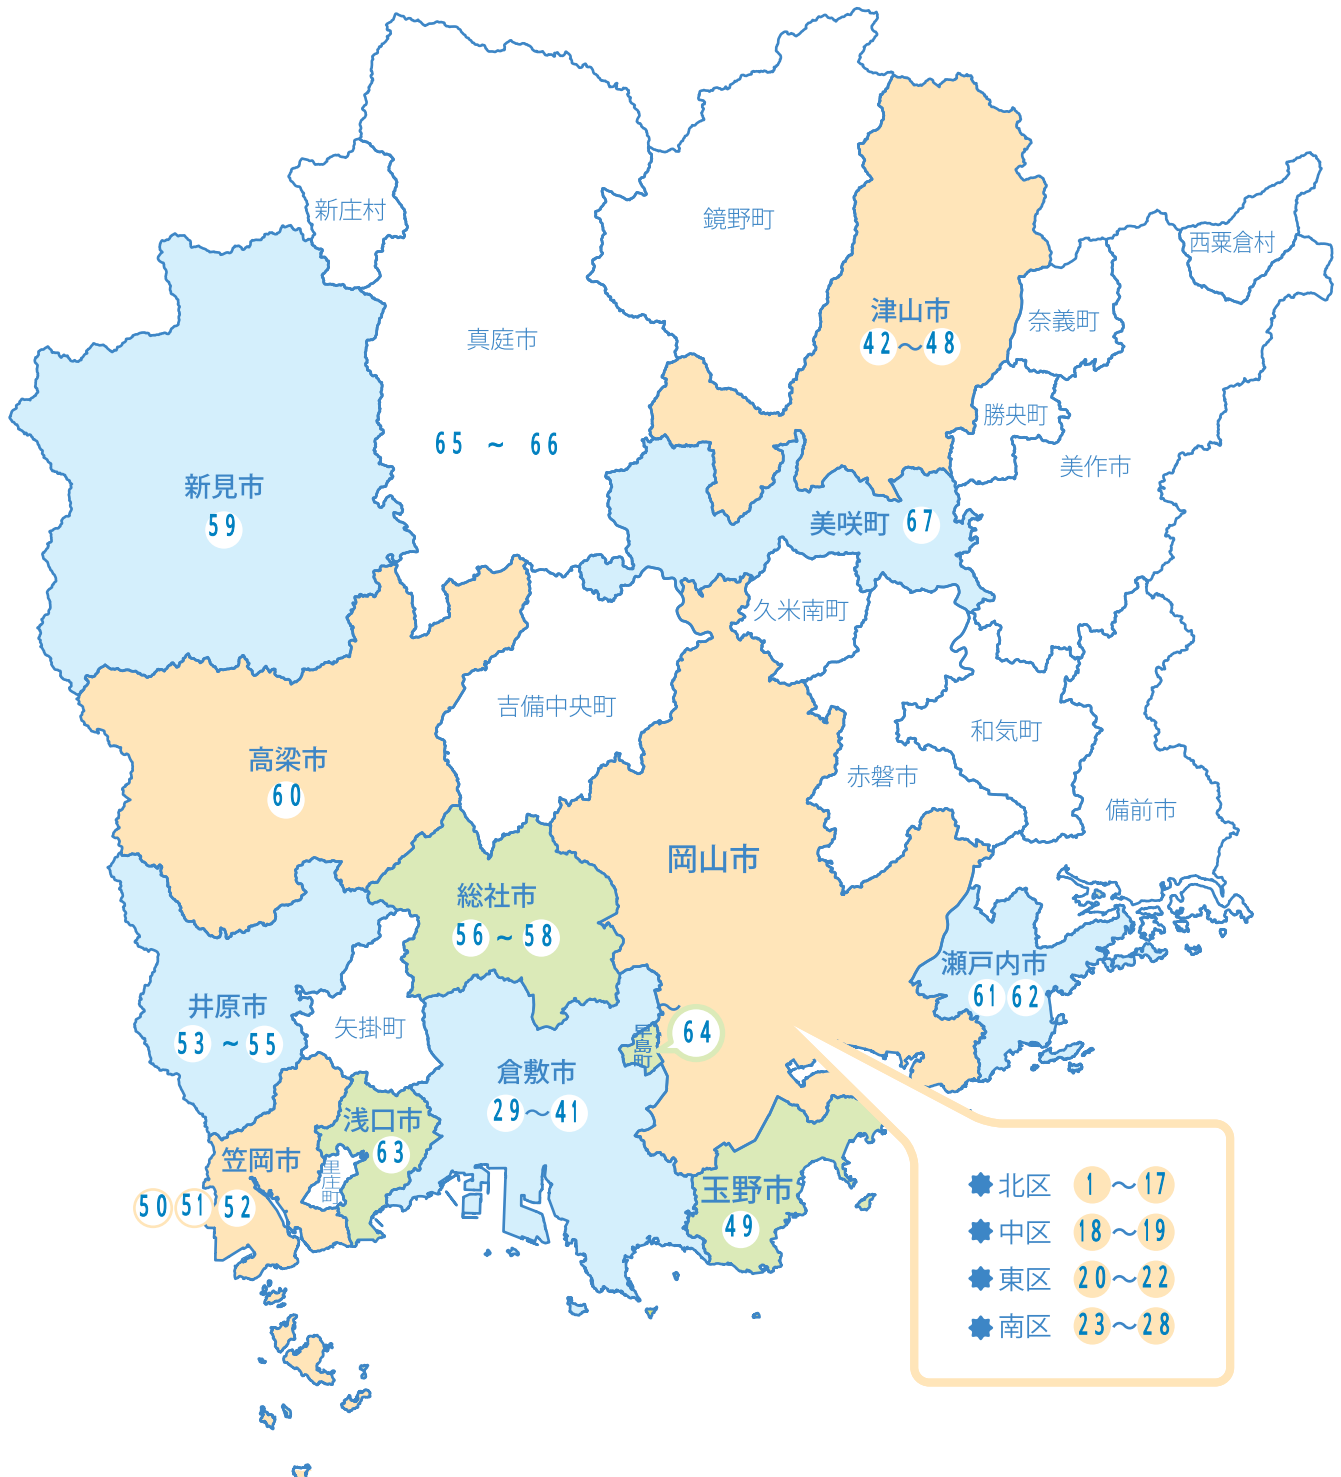 新庄村
鏡野町
西粟倉村
津山市
42～48
奈義町
真庭市
勝央町
65 ～ 66
美作市
新見市
59
美咲町 67
久米南町
吉備中央町
和気町
高梁市
60
赤磐市
備前市
岡山市
総社市
56 ～ 58
瀬戸内市
61 62
井原市
53 ～ 55
矢掛町
早島町
64
倉敷市
29～41
浅口市
63
笠岡市
里庄町
50 51 52
玉野市
49
北区 1～17
中区 18～19
東区 20～22
南区 23～28